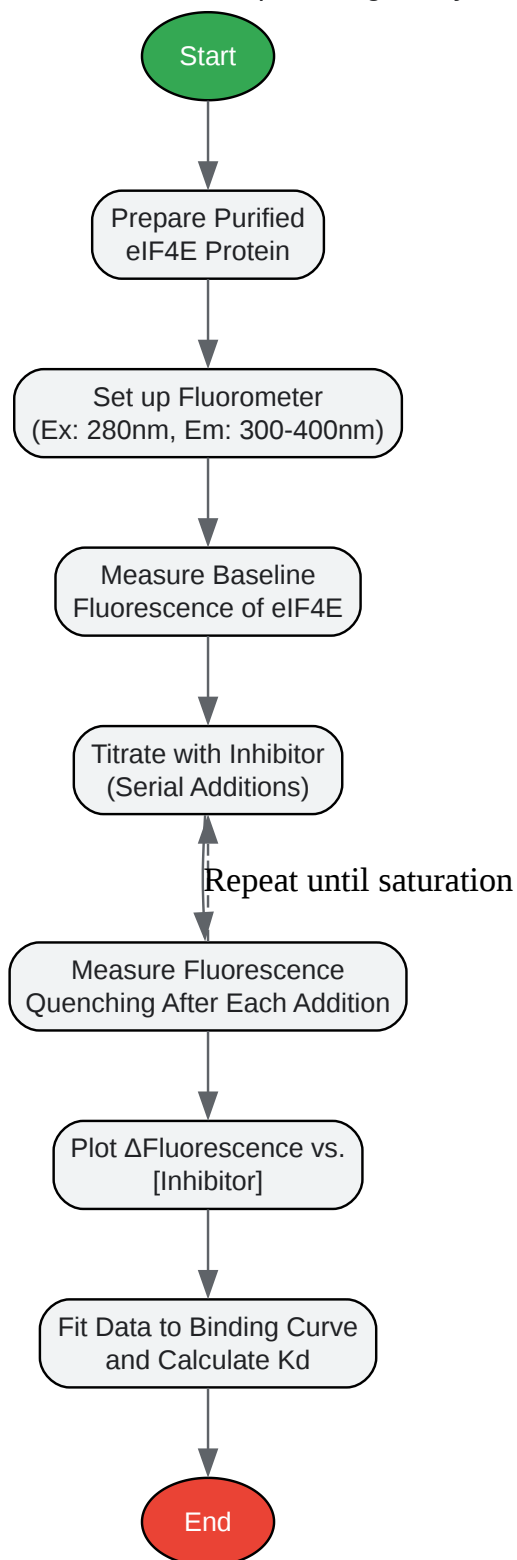 Start
Prepare Purified
eIF4E Protein
Set up Fluorometer
(Ex: 280nm, Em: 300-400nm)
Measure Baseline
Fluorescence of eIF4E
Titrate with Inhibitor
(Serial Additions)
Repeat until saturation
Measure Fluorescence
Quenching After Each Addition
Plot ΔFluorescence vs.
[Inhibitor]
Fit Data to Binding Curve
and Calculate Kd
End